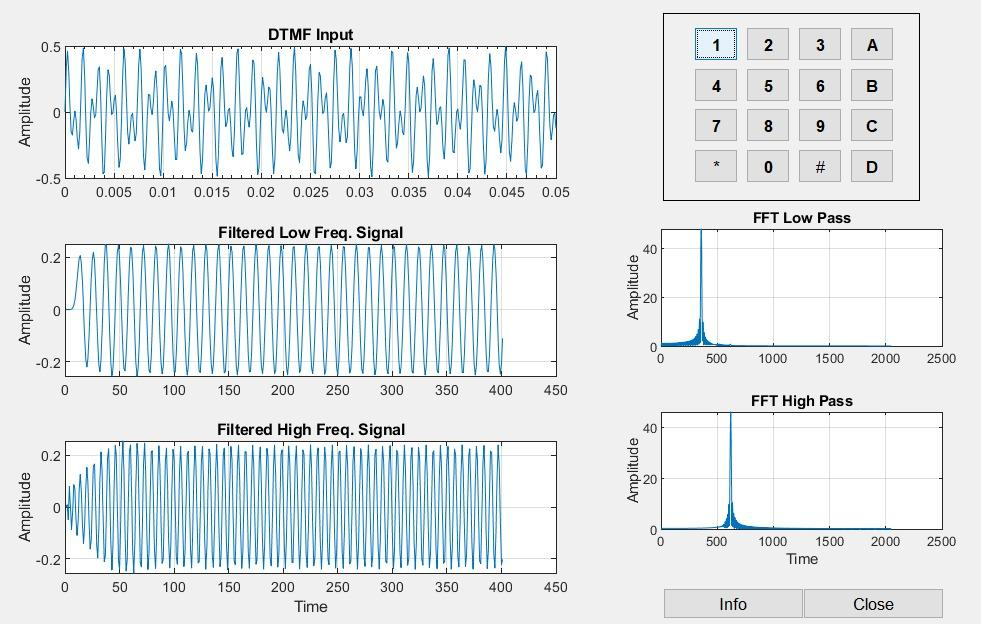 DTMF Input
Amplitude
0.5
0
-0.5
0 0.005 0.01 0.015 0.02 0.025 0.03 0.035 0.04 0.045 0.05
Filtered Low Freq. Signal
Amplitude
0.2
0
-0.2
0 50 100 150 200 250 300 350 400 450
Filtered High Freq. Signal
Amplitude
0.2
0
-0.2
0 50 100 150 200 250 300 350 400 450
Time
1 2 3 A
4 5 6 B
7 8 9 C
* 0 # D
FFT Low Pass
Amplitude
40
20
0
0 500 1000 1500 2000 2500
FFT High Pass
Amplitude
40
20
0
0 500 1000 1500 2000 2500
Time
Info Close